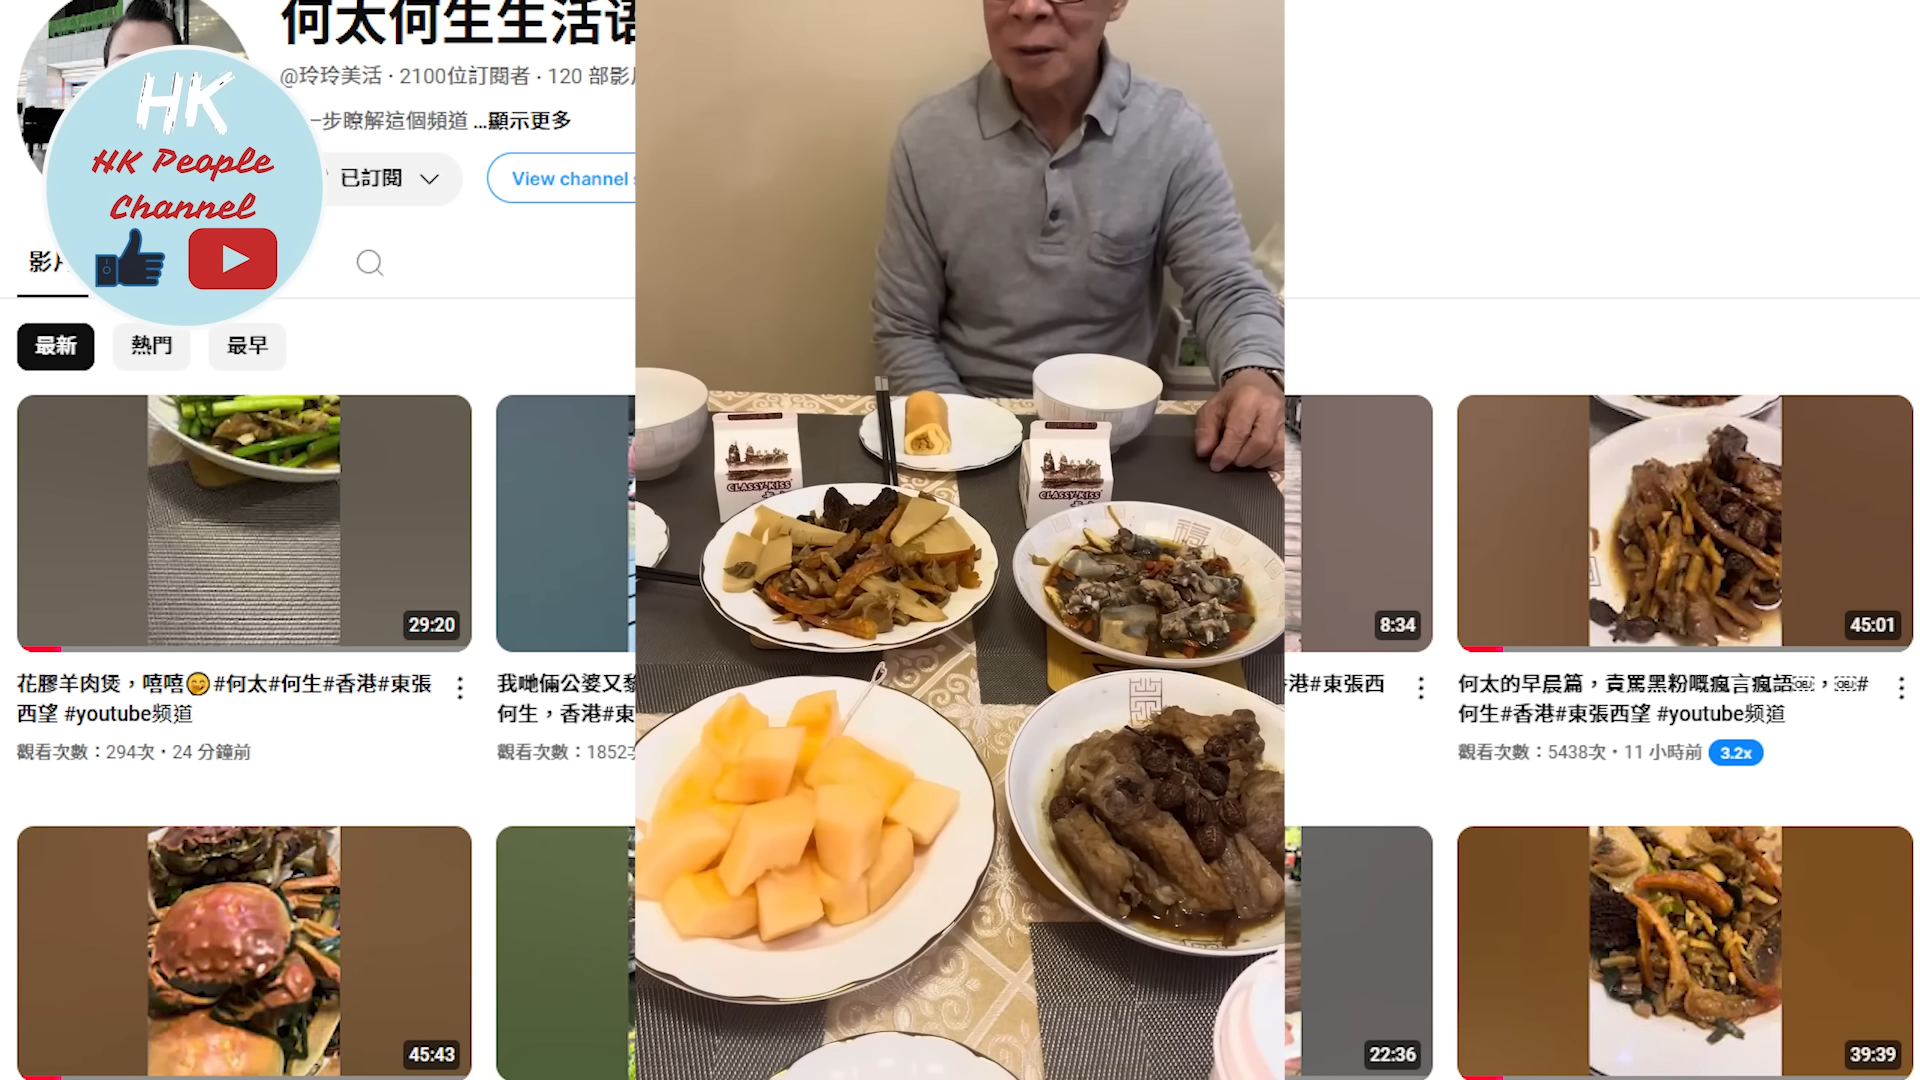 何太何生生活语
@玲玲美活 · 2100位訂閱者 · 120 部影
一步瞭解這個頻道 ...顯示更多
已訂閱
View channel
影片
最新
熱門
最早
HK
HK People
Channel
CLASSY·KISS
CLASSY·KISS
29:20
8:34
45:01
花膠羊肉煲，嘻嘻😋#何太#何生#香港#東張
西望 #youtube频道
觀看次數：294次 · 24 分鐘前
我哋倆公婆又
何生，香港#東
觀看次數：1852
港#東張西
何太的早晨篇，責罵黑粉嘅瘋言瘋語，#
何生#香港#東張西望 #youtube频道
觀看次數：5438次 · 11 小時前
3.2x
45:43
22:36
39:39